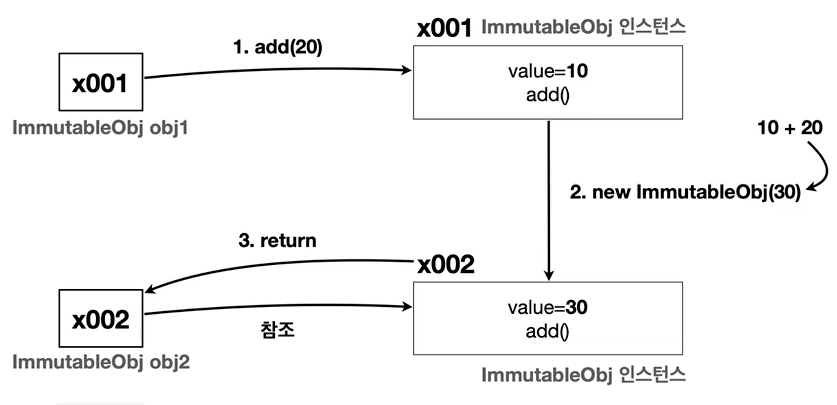 x001 ImmutableObj 인스턴스
1. add(20)
x001
value=10
add()
ImmutableObj obj1
10 + 20
2. new ImmutableObj(30)
3. return
x002
x002
value=30
add()
참조
ImmutableObj obj2
ImmutableObj 인스턴스